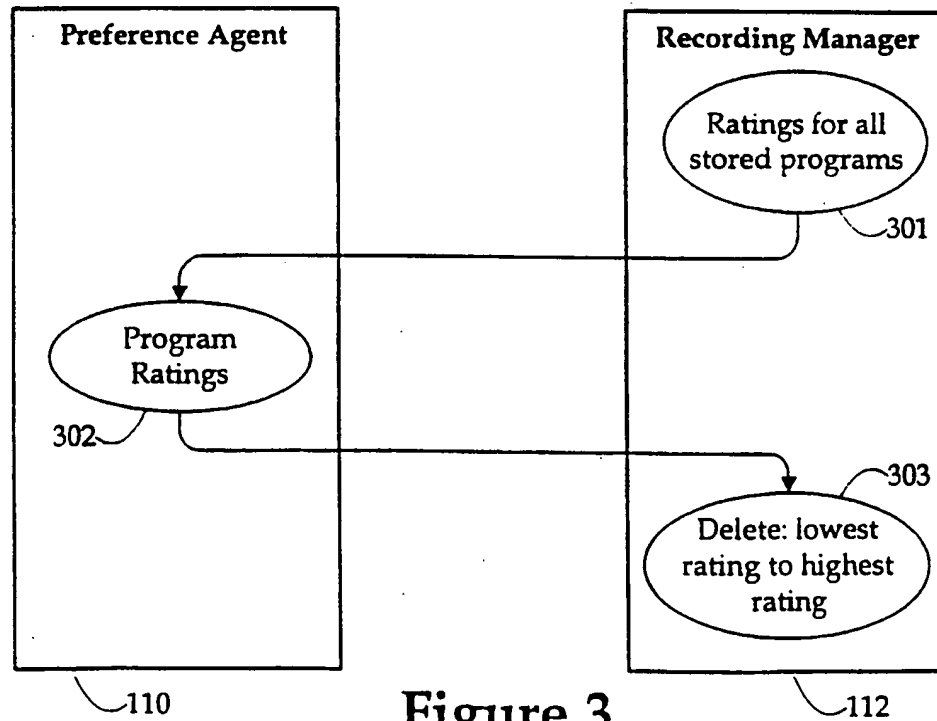 Preference Agent
Recording Manager
Ratings for all
stored programs
301
Program
Ratings
302
303
Delete: lowest
rating to highest
rating
110
112
Figure 3